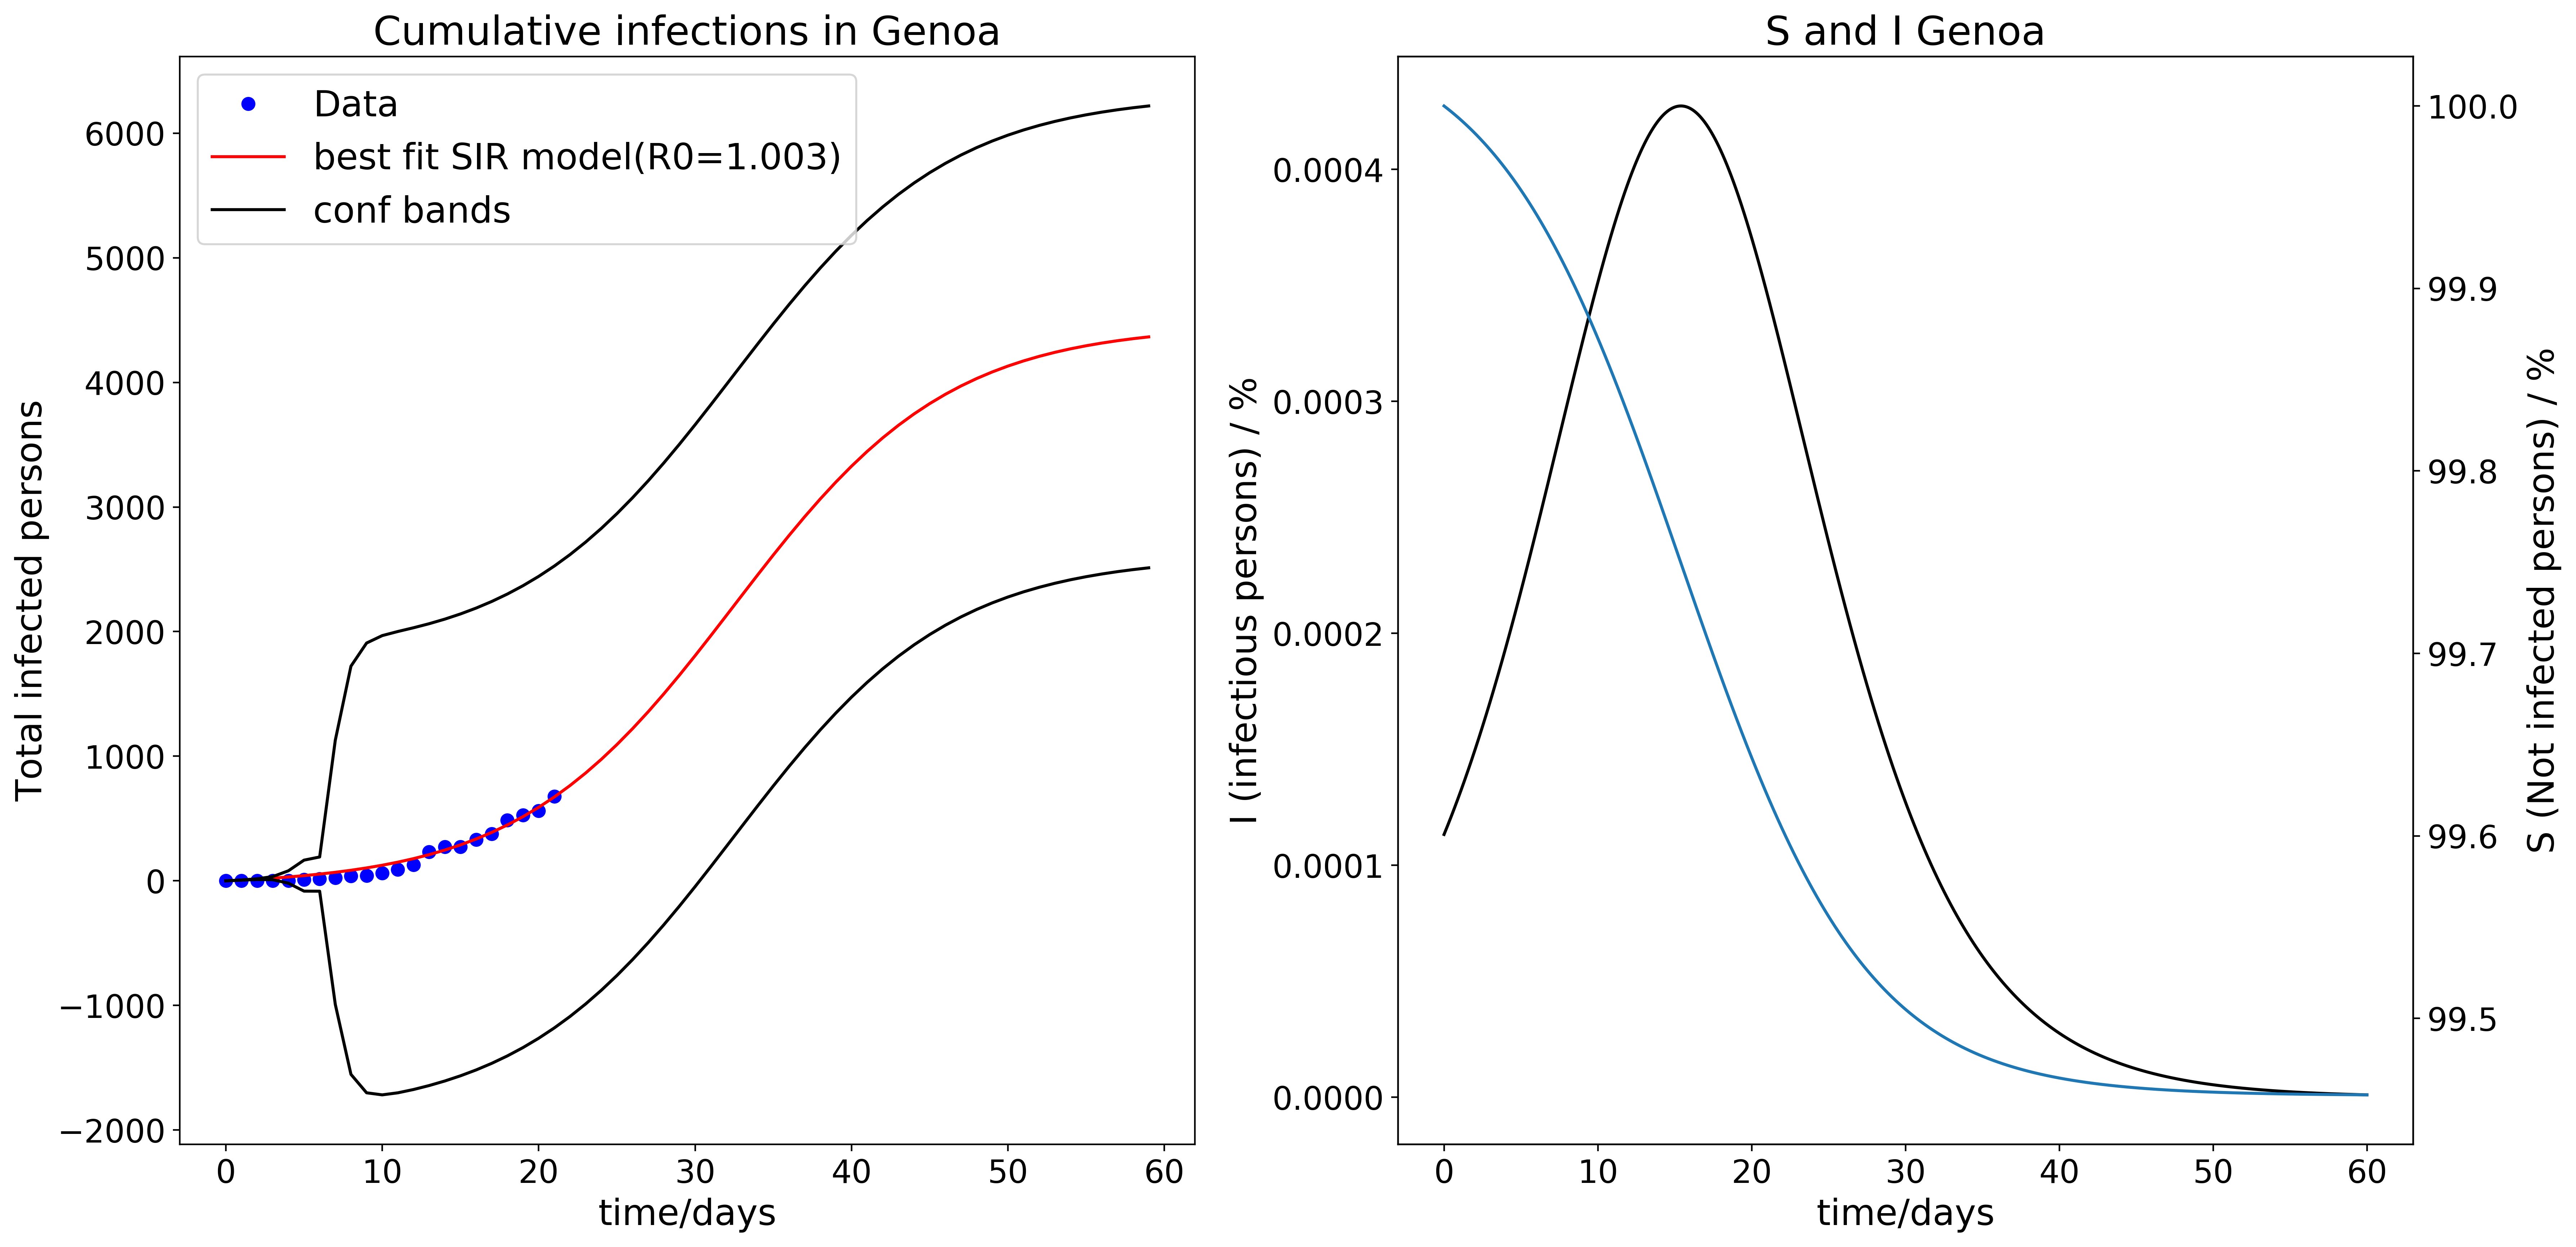 Cumulative infections in Genoa
Data
best fit SIR model(R0=1.003)
conf bands
Total infected persons
6000
5000
4000
3000
2000
1000
0
−1000
−2000
0 10 20 30 40 50 60
time/days
S and I Genoa
I (infectious persons) / %
0.0004
0.0003
0.0002
0.0001
0.0000
100.0
99.9
99.8
99.7
99.6
99.5
S (Not infected persons) / %
0 10 20 30 40 50 60
time/days